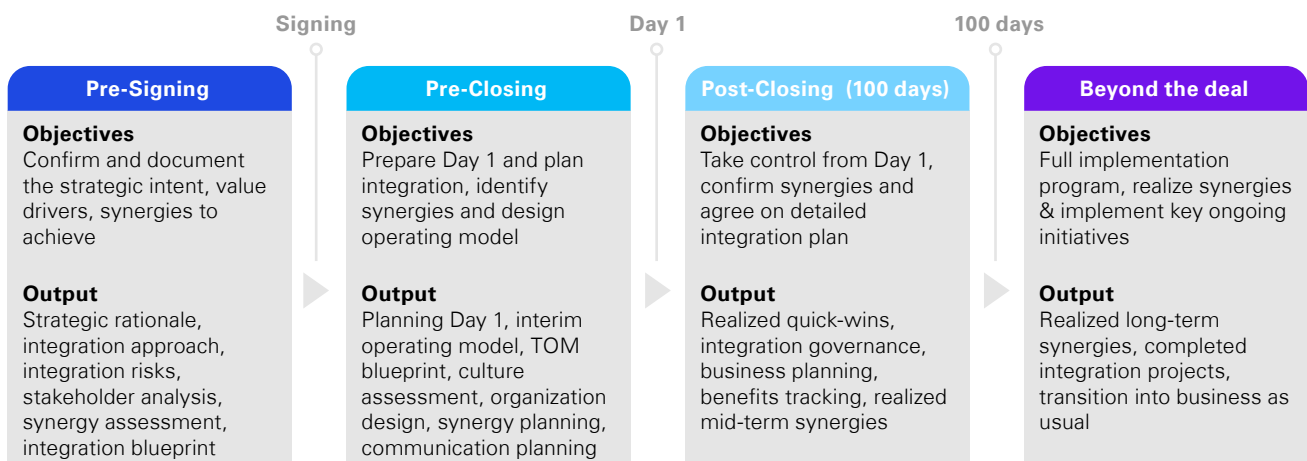 Signing
Day 1
100 days
Pre-Signing
Objectives
Confirm and document
the strategic intent, value
drivers, synergies to
achieve
Output
Strategic rationale,
integration approach,
integration risks,
stakeholder analysis,
synergy assessment,
integration blueprint
Pre-Closing
Objectives
Prepare Day 1 and plan
integration, identify
synergies and design
operating model
Output
Planning Day 1, interim
operating model, TOM
blueprint, culture
assessment, organization
design, synergy planning,
communication planning
Post-Closing (100 days)
Objectives
Take control from Day 1,
confirm synergies and
agree on detailed
integration plan
Output
Realized quick-wins,
integration governance,
business planning,
benefits tracking, realized
mid-term synergies
Beyond the deal
Objectives
Full implementation
program, realize synergies
& implement key ongoing
initiatives
Output
Realized long-term
synergies, completed
integration projects,
transition into business as
usual